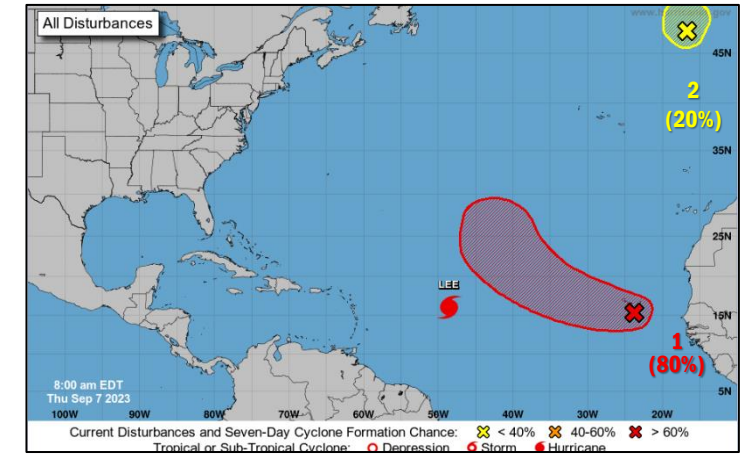 All Disturbances
45N
2
(20%)
35N
25N
LEE
15N
1
(80%)
8:00 am EDT
Thu Sep 7 2023
5N
100W 90W 80W 70W 60W 50W 40W 30W 20W
Current Disturbances and Seven-Day Cyclone Formation Chance: < 40% 40-60% > 60%
Tropical or Sub-Tropical Cyclone: Depression Storm Hurricane